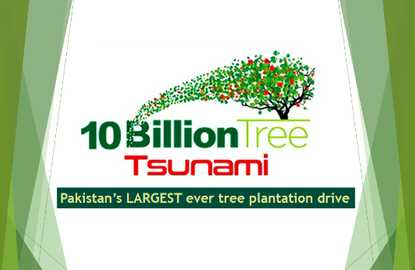 10 Billion Tree
Tsunami
Pakistan's LARGEST ever tree plantation drive